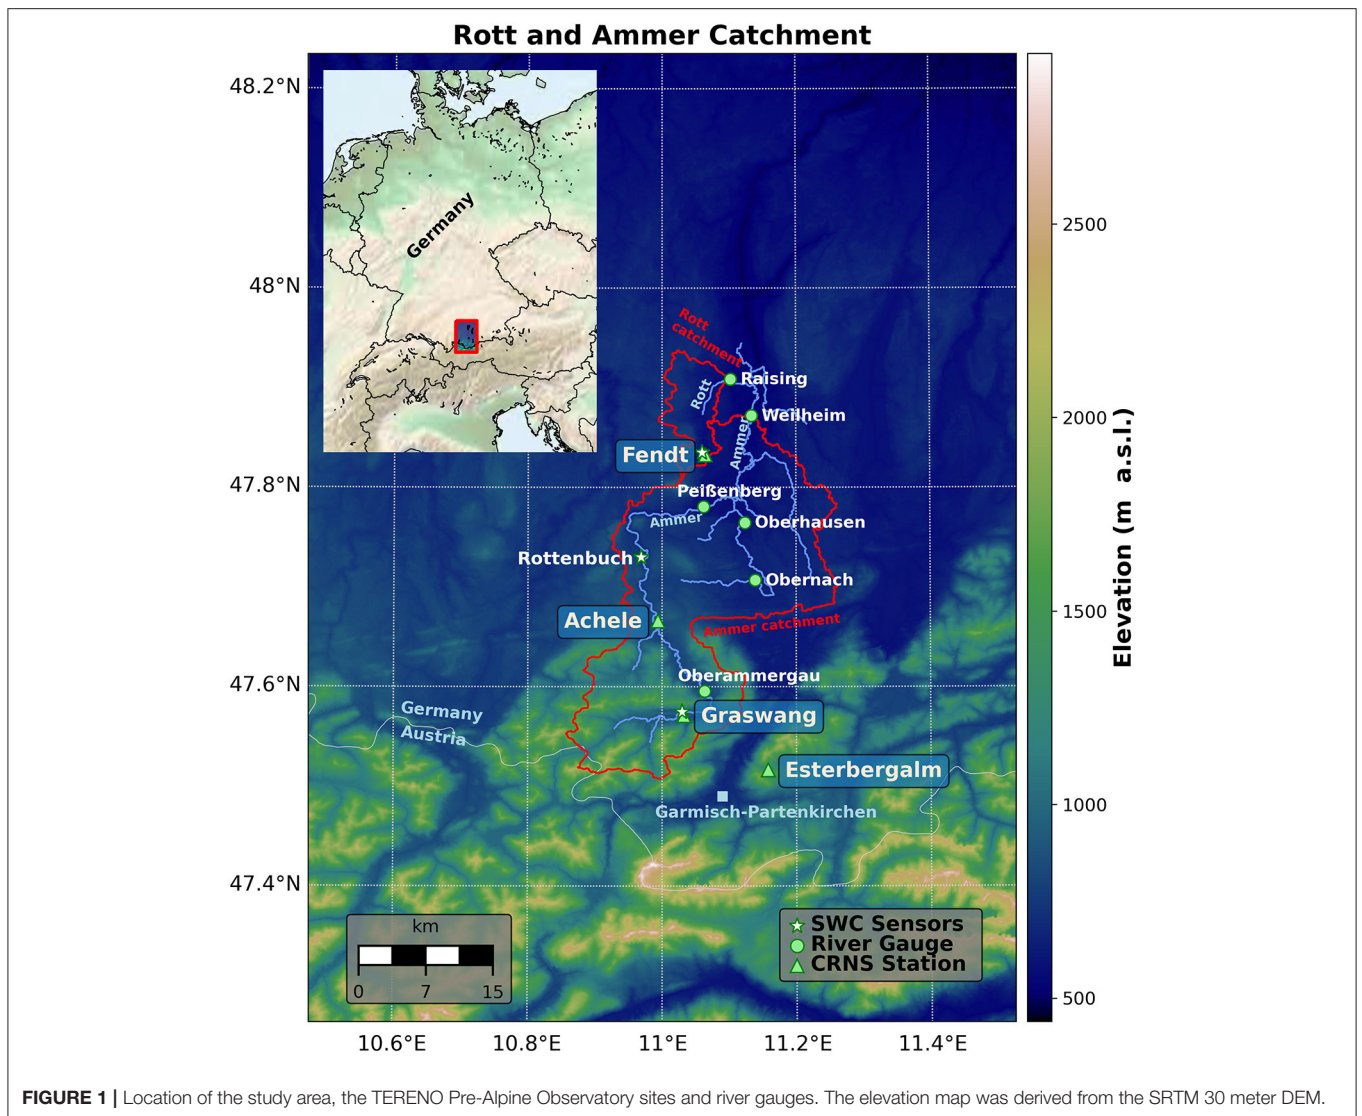 Rott and Ammer Catchment
48.2°N
48°N
47.8°N
47.6°N
47.4°N
Germany
Rott
catchment
Rott
Raising
Weilheim
Ammer
Fendt
Peißenberg
Ammer
Oberhausen
Rottenbuch
Obernach
Achele
Ammer catchment
Oberammergau
Graswang
Germany
Austria
Esterbergalm
Garmisch-Partenkirchen
km
0 7 15
SWC Sensors
River Gauge
CRNS Station
10.6°E 10.8°E 11°E 11.2°E 11.4°E
2500
2000
1500
1000
500
Elevation (m a.s.l.)
FIGURE 1 | Location of the study area, the TERENO Pre-Alpine Observatory sites and river gauges. The elevation map was derived from the SRTM 30 meter DEM.